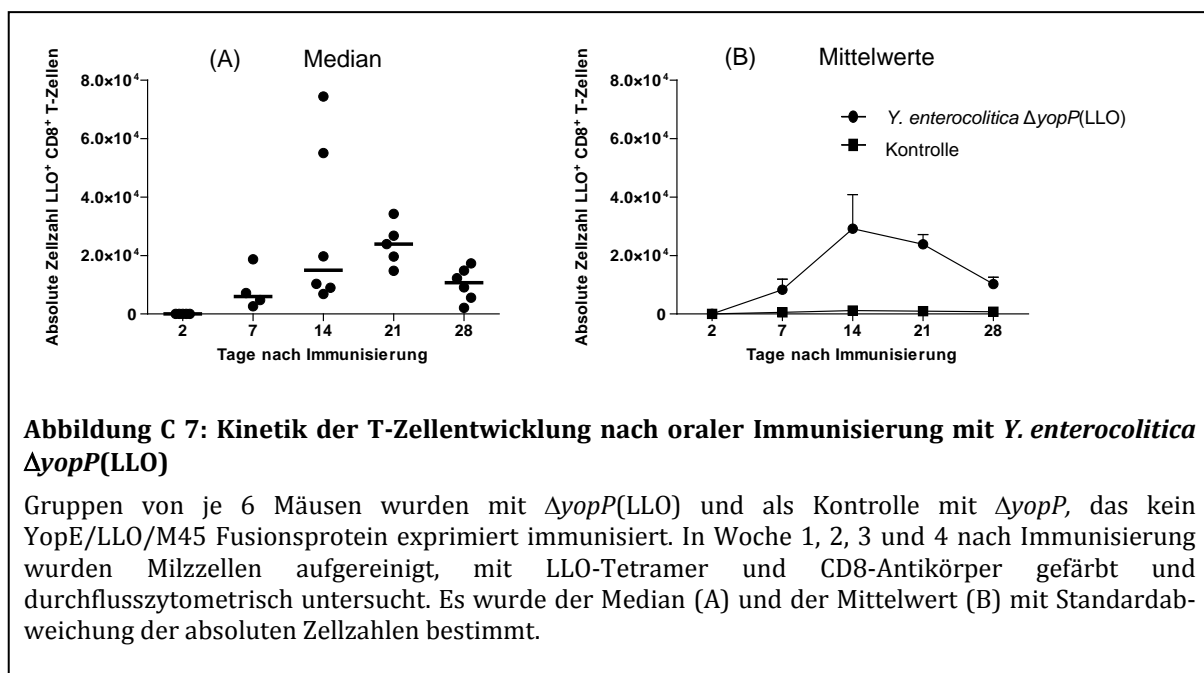 (A) Median
Absolute Zellzahl LLO⁺ CD8⁺ T-Zellen
8.0×10⁴
6.0×10⁴
4.0×10⁴
2.0×10⁴
0
2 7 14 21 28
Tage nach Immunisierung
(B) Mittelwerte
Absolute Zellzahl LLO⁺ CD8⁺ T-Zellen
8.0×10⁴
6.0×10⁴
4.0×10⁴
2.0×10⁴
0
2 7 14 21 28
Tage nach Immunisierung
Y. enterocolitica ΔyopP(LLO)
Kontrolle
Abbildung C 7: Kinetik der T-Zellentwicklung nach oraler Immunisierung mit Y. enterocolitica
ΔyopP(LLO)
Gruppen von je 6 Mäusen wurden mit ΔyopP(LLO) und als Kontrolle mit ΔyopP, das kein
YopE/LLO/M45 Fusionsprotein exprimiert immunisiert. In Woche 1, 2, 3 und 4 nach Immunisierung
wurden Milzzellen aufgereinigt, mit LLO-Tetramer und CD8-Antikörper gefärbt und
durchflusszytometrisch untersucht. Es wurde der Median (A) und der Mittelwert (B) mit Standardab-
weichung der absoluten Zellzahlen bestimmt.